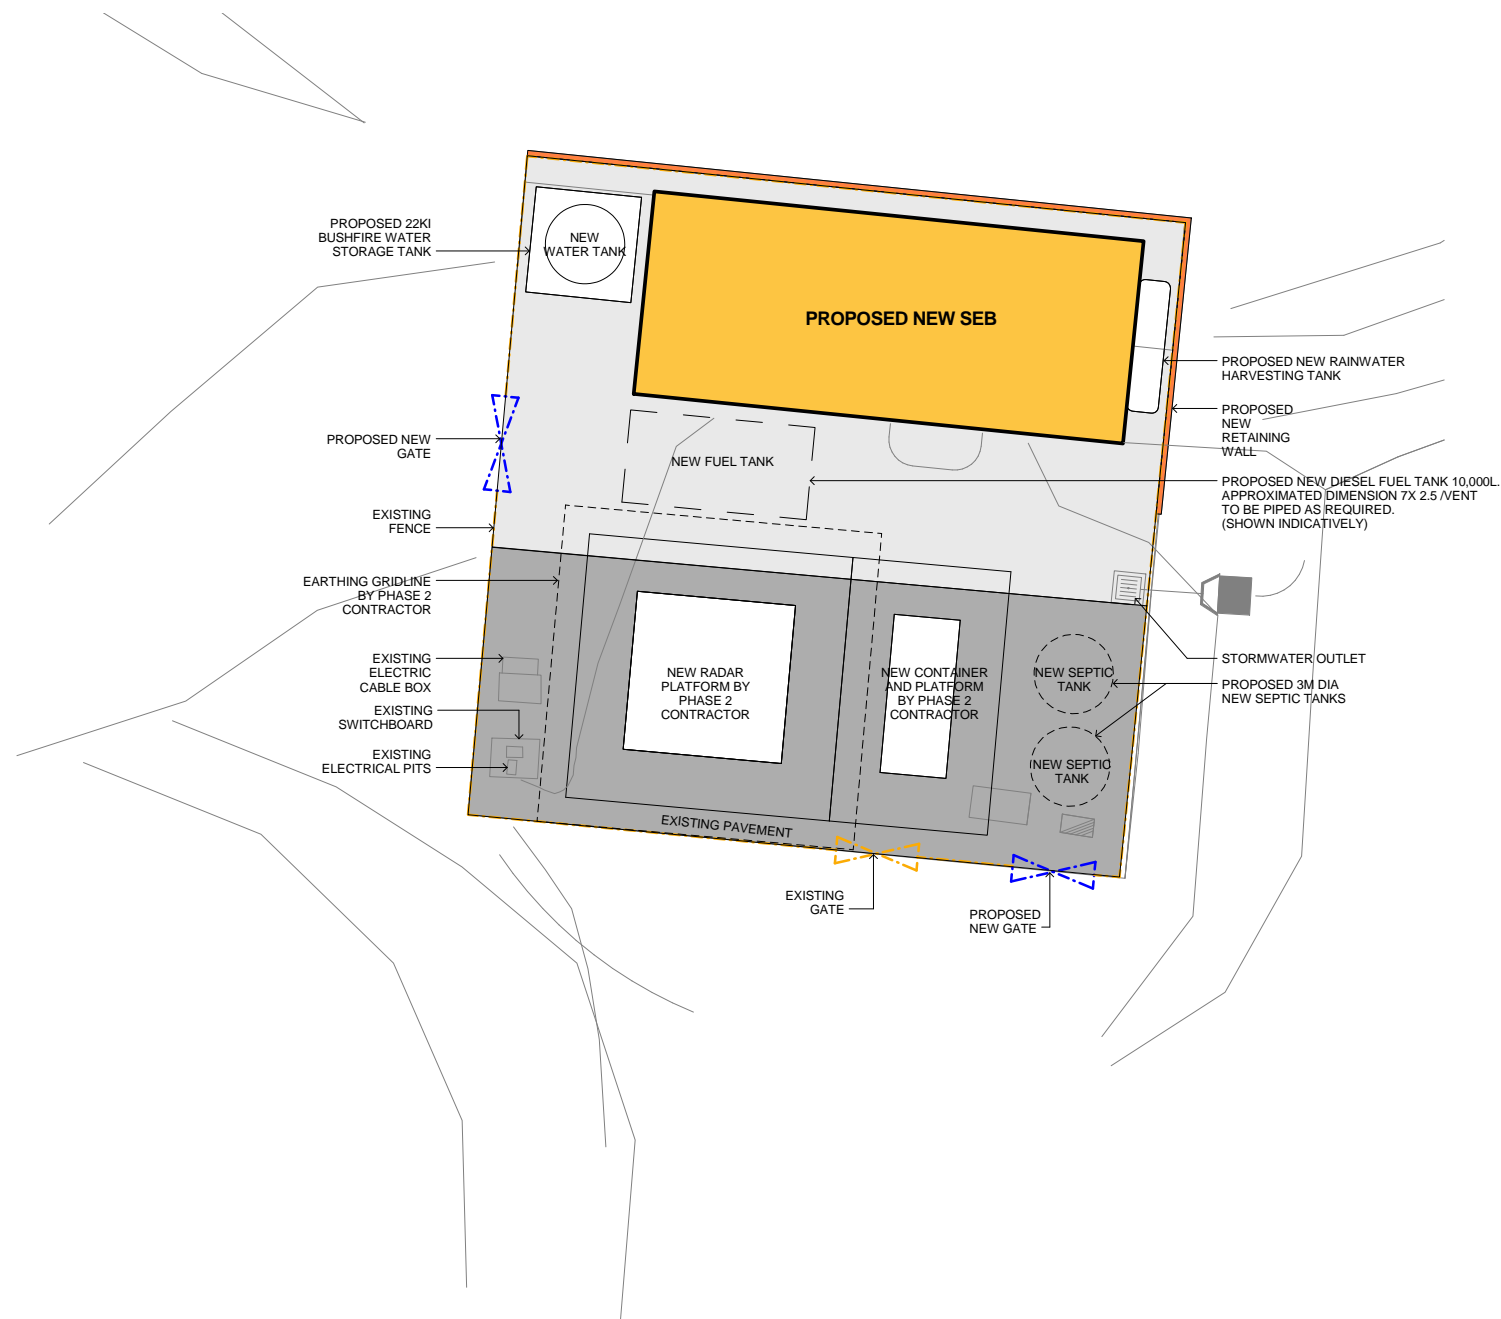 PROPOSED 22Kl
BUSHFIRE WATER
STORAGE TANK
NEW
WATER TANK
PROPOSED NEW SEB
PROPOSED NEW RAINWATER
HARVESTING TANK
PROPOSED
NEW
RETAINING
WALL
PROPOSED NEW
GATE
NEW FUEL TANK
PROPOSED NEW DIESEL FUEL TANK 10,000L.
APPROXIMATED DIMENSION 7X 2.5 /VENT
TO BE PIPED AS REQUIRED.
(SHOWN INDICATIVELY)
EXISTING
FENCE
EARTHING GRIDLINE
BY PHASE 2
CONTRACTOR
EXISTING
ELECTRIC
CABLE BOX
EXISTING
SWITCHBOARD
EXISTING
ELECTRICAL PITS
NEW RADAR
PLATFORM BY
PHASE 2
CONTRACTOR
NEW CONTAINER
AND PLATFORM
BY PHASE 2
CONTRACTOR
NEW SEPTIC
TANK
NEW SEPTIC
TANK
STORMWATER OUTLET
PROPOSED 3M DIA
NEW SEPTIC TANKS
EXISTING PAVEMENT
EXISTING
GATE
PROPOSED
NEW GATE